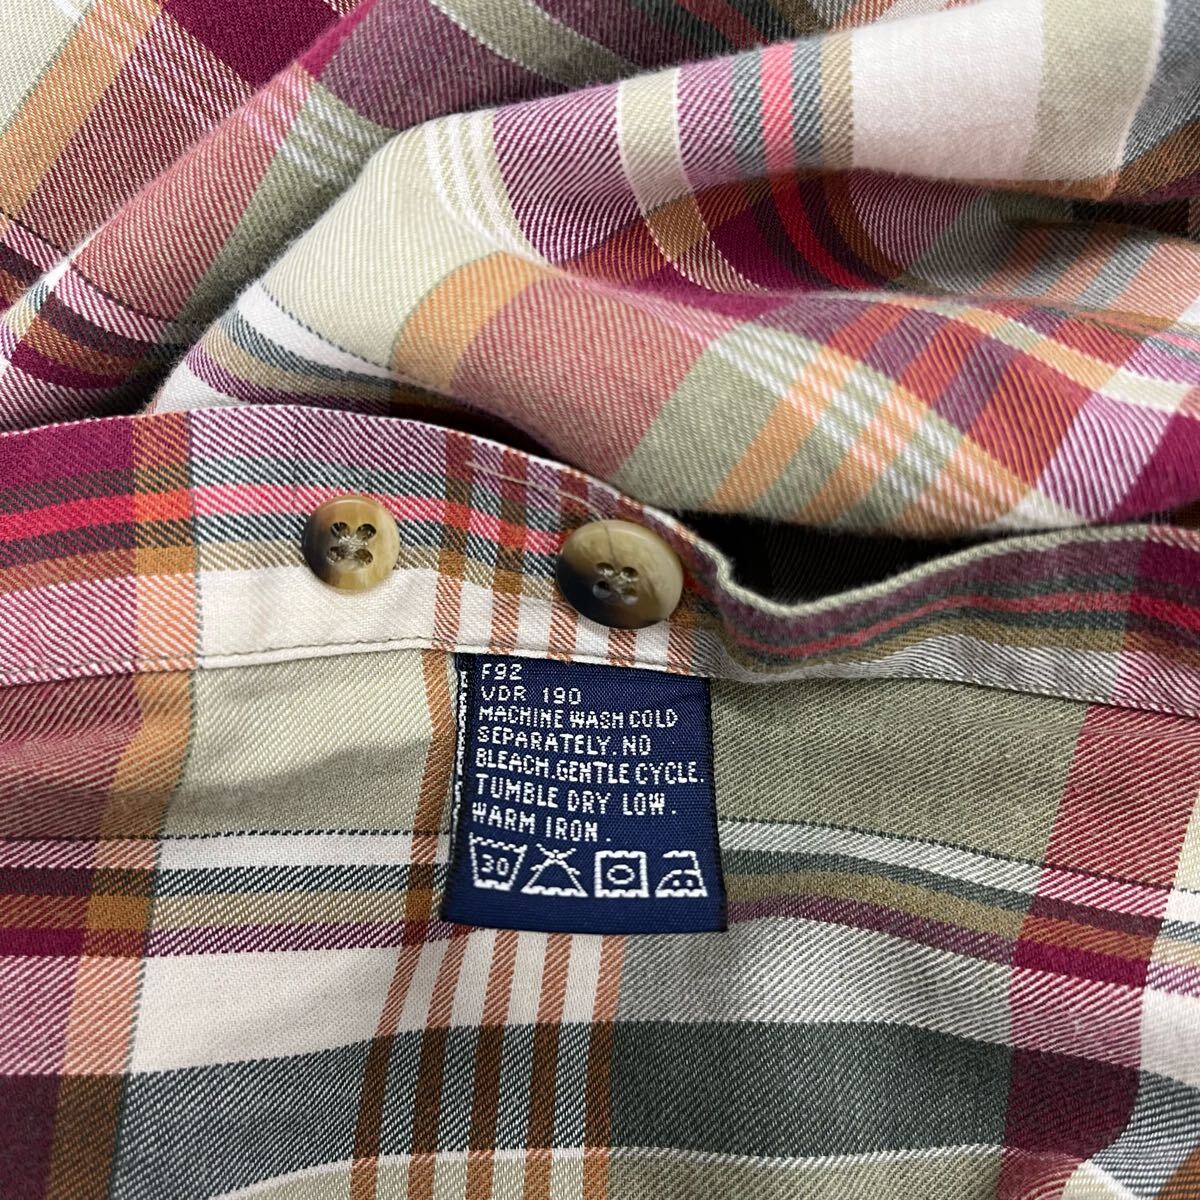 F92
VDR 190
MACHINE WASH COLD
SEPARATELY. NO
BLEACH. GENTLE CYCLE.
TUMBLE DRY LOW.
WARM IRON.
30